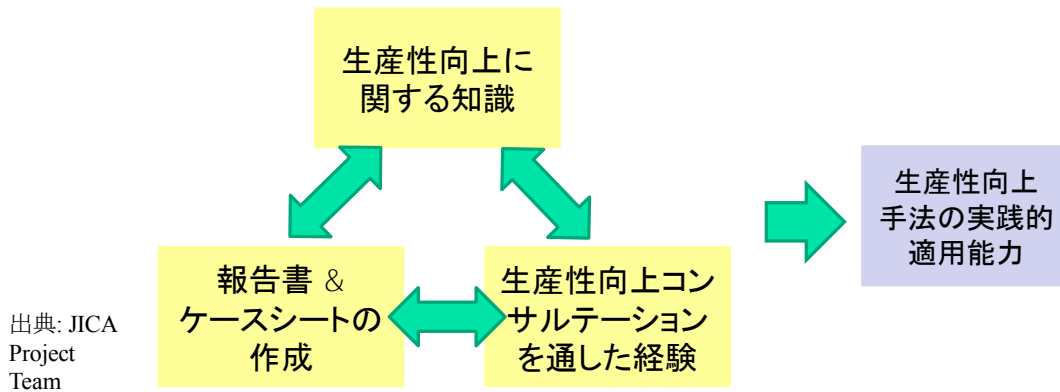 生産性向上に
関する知識
報告書 &
ケースシートの
作成
生産性向上コン
サルテーション
を通した経験
生産性向上
手法の実践的
適用能力
出典: JICA
Project
Team